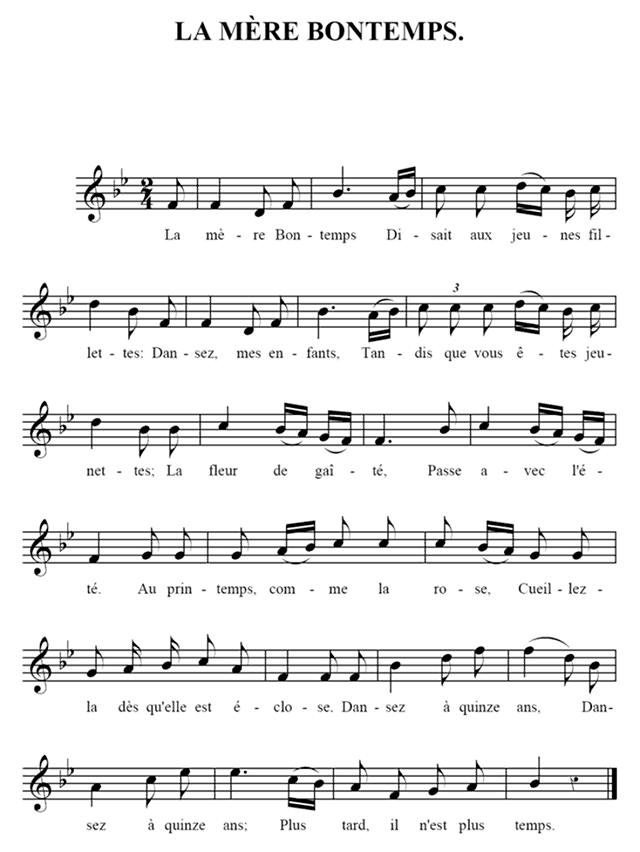 LA MÈRE BONTEMPS.
2
4
La mè - re Bon - temps Di - sait aux jeu - nes fil -
3
let - tes: Dan - sez, mes en - fants, Tan - dis que vous ê - tes jeu -
net - tes; La fleur de gaî - té, Passe a - vec l'é -
té. Au prin - temps, com - me la ro - se, Cueil - lez -
la dès qu'elle est é - clo - se. Dan - sez à quinze ans, Dan -
sez à quinze ans; Plus tard, il n'est plus temps.